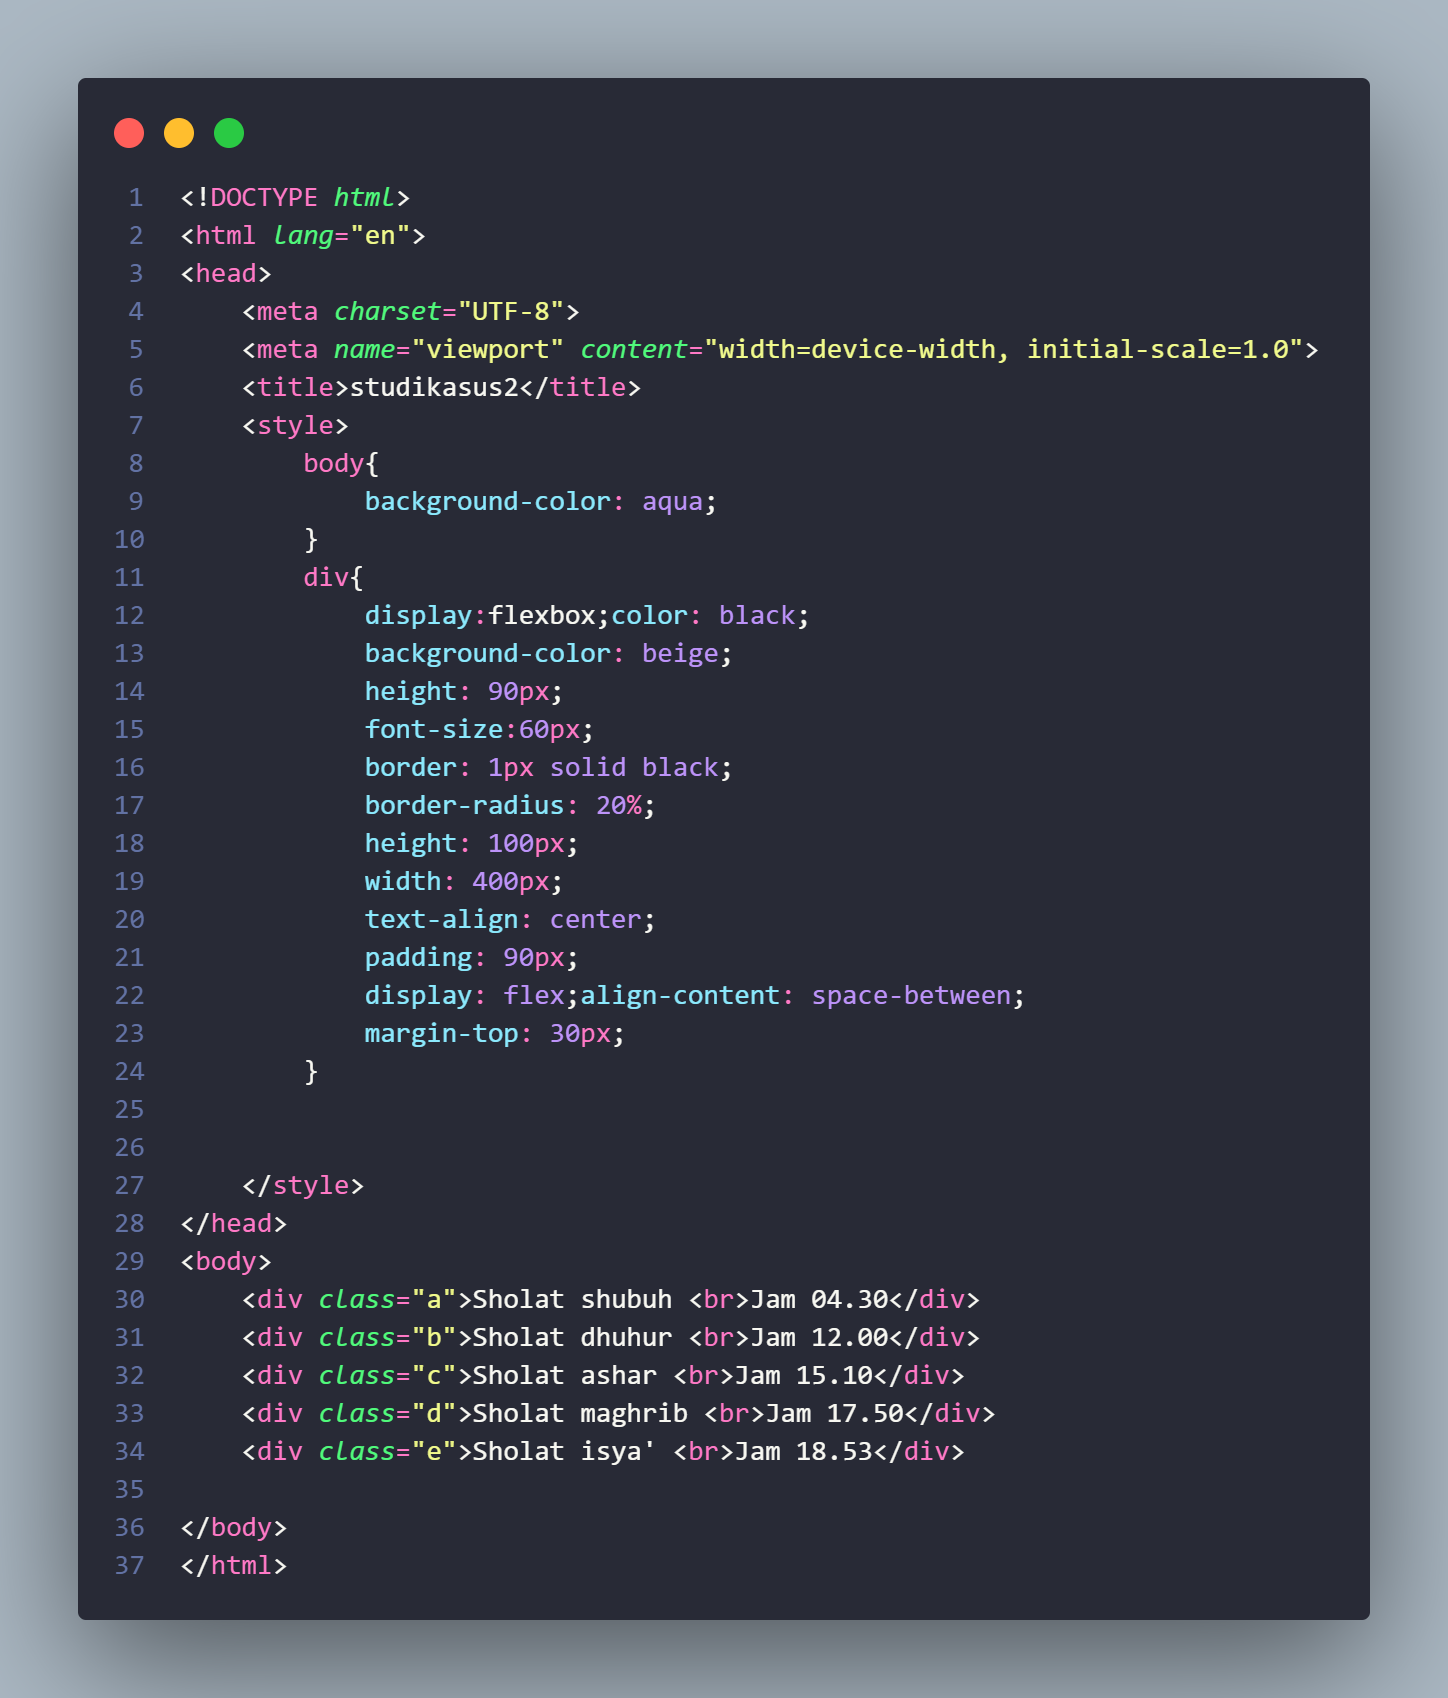 1 <!DOCTYPE html>
2 <html lang="en">
3 <head>
4     <meta charset="UTF-8">
5     <meta name="viewport" content="width=device-width, initial-scale=1.0">
6     <title>studikasus2</title>
7     <style>
8         body{
9             background-color: aqua;
10         }
11         div{
12             display:flexbox;color: black;
13             background-color: beige;
14             height: 90px;
15             font-size:60px;
16             border: 1px solid black;
17             border-radius: 20%;
18             height: 100px;
19             width: 400px;
20             text-align: center;
21             padding: 90px;
22             display: flex;align-content: space-between;
23             margin-top: 30px;
24         }
25
26
27     </style>
28 </head>
29 <body>
30     <div class="a">Sholat shubuh <br>Jam 04.30</div>
31     <div class="b">Sholat dhuhur <br>Jam 12.00</div>
32     <div class="c">Sholat ashar <br>Jam 15.10</div>
33     <div class="d">Sholat maghrib <br>Jam 17.50</div>
34     <div class="e">Sholat isya' <br>Jam 18.53</div>
35
36 </body>
37 </html>